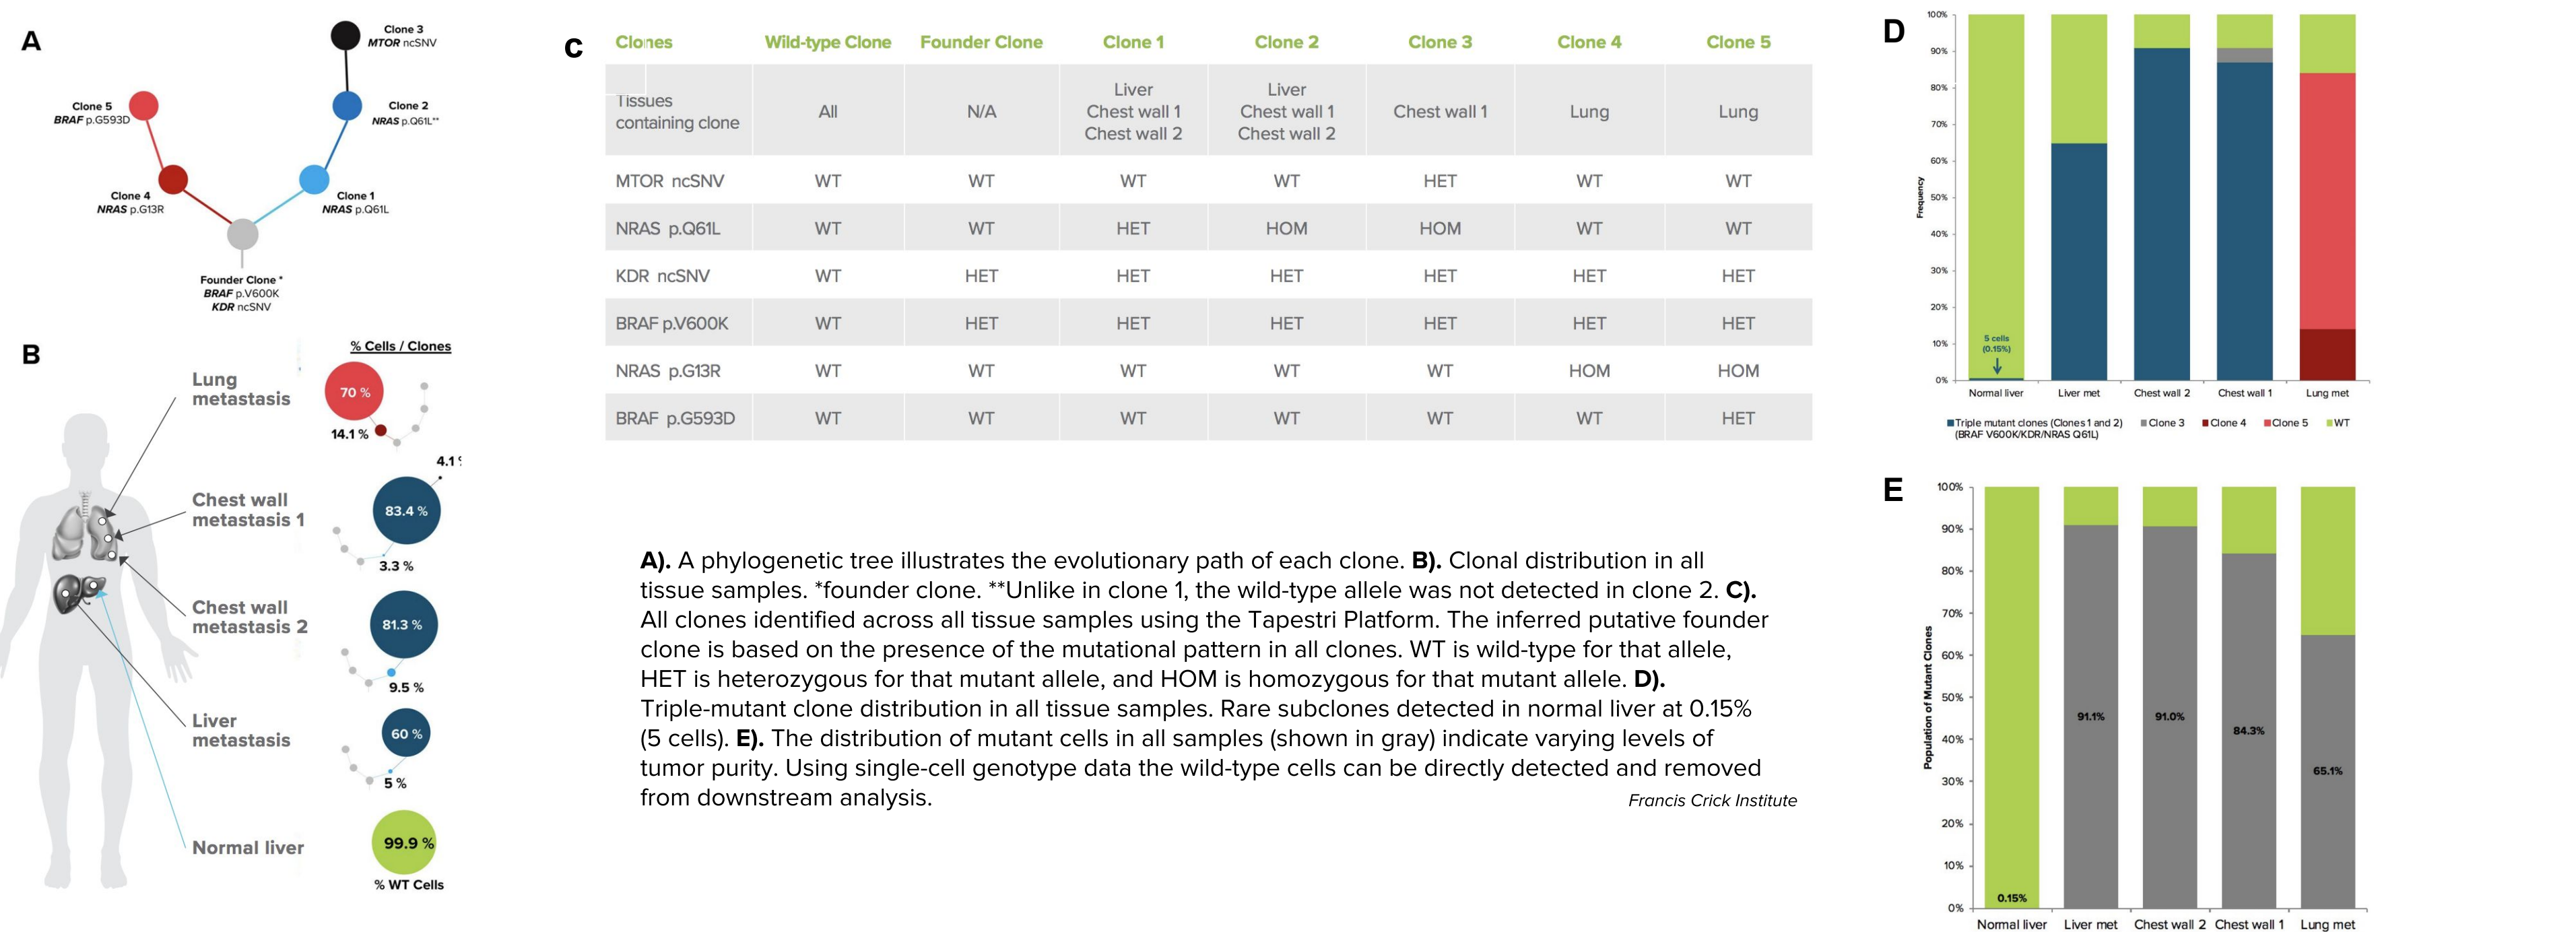 A
Clone 3
MTOR ncSNV
Clone 5
BRAF p.G593D
Clone 2
NRAS p.Q61L**
Clone 4
NRAS p.G13R
Clone 1
NRAS p.Q61L
Founder Clone *
BRAF p.V600K
KDR ncSNV
B
% Cells / Clones
Lung
metastasis
70 %
14.1 %
4.1
Chest wall
metastasis 1
83.4 %
3.3 %
Chest wall
metastasis 2
81.3 %
9.5 %
Liver
metastasis
60 %
5 %
Normal liver
99.9 %
% WT Cells
C
Clones Wild-type Clone Founder Clone Clone 1 Clone 2 Clone 3 Clone 4 Clone 5
Tissues
containing clone
All
N/A
Liver
Chest wall 1
Chest wall 2
Liver
Chest wall 1
Chest wall 2
Chest wall 1
Lung
Lung
MTOR ncSNV WT WT WT WT HET WT WT
NRAS p.Q61L WT WT HET HOM HOM WT WT
KDR ncSNV WT HET HET HET HET HET HET
BRAF p.V600K WT HET HET HET HET HET HET
NRAS p.G13R WT WT WT WT WT HOM HOM
BRAF p.G593D WT WT WT WT WT WT HET
A). A phylogenetic tree illustrates the evolutionary path of each clone. B). Clonal distribution in all
tissue samples. *founder clone. **Unlike in clone 1, the wild-type allele was not detected in clone 2. C).
All clones identified across all tissue samples using the Tapestri Platform. The inferred putative founder
clone is based on the presence of the mutational pattern in all clones. WT is wild-type for that allele,
HET is heterozygous for that mutant allele, and HOM is homozygous for that mutant allele. D).
Triple-mutant clone distribution in all tissue samples. Rare subclones detected in normal liver at 0.15%
(5 cells). E). The distribution of mutant cells in all samples (shown in gray) indicate varying levels of
tumor purity. Using single-cell genotype data the wild-type cells can be directly detected and removed
from downstream analysis.
Francis Crick Institute
D
Frequency
100%
90%
80%
70%
60%
50%
40%
30%
20%
10%
0%
5 cells
(0.15%)
Normal liver Liver met Chest wall 2 Chest wall 1 Lung met
Triple mutant clones (Clones 1 and 2) Clone 3 Clone 4 Clone 5 WT
(BRAF V600K/KDR/NRAS Q61L)
E
Population of Mutant Clones
100%
90%
80%
70%
60%
50%
40%
30%
20%
10%
0%
0.15%
91.1%
91.0%
84.3%
65.1%
Normal liver Liver met Chest wall 2 Chest wall 1 Lung met